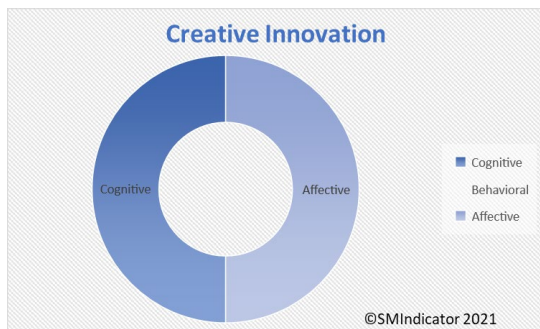 Creative Innovation
Cognitive
Affective
Cognitive
Behavioral
Affective
©SMIndicator 2021